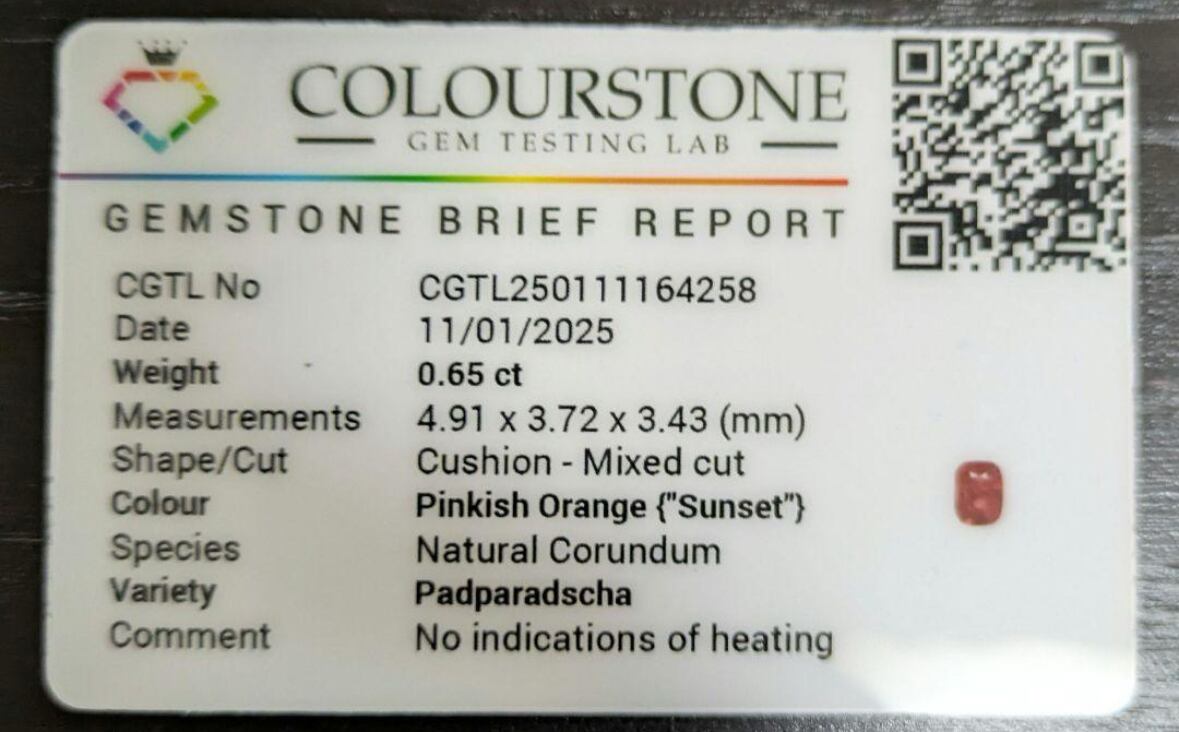 COLOURSTONE
GEM TESTING LAB
GEMSTONE BRIEF REPORT
CGTL No CGTL250111164258
Date 11/01/2025
Weight 0.65 ct
Measurements 4.91 x 3.72 x 3.43 (mm)
Shape/Cut Cushion - Mixed cut
Colour Pinkish Orange {"Sunset"}
Species Natural Corundum
Variety Padparadscha
Comment No indications of heating